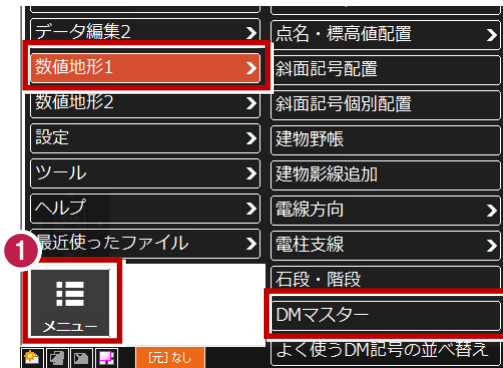 データ編集2
数値地形1
数値地形2
設定
ツール
ヘルプ
最近使ったファイル
1
メニュー
[元]なし
点名・標高値配置
斜面記号配置
斜面記号個別配置
建物野帳
建物影線追加
電線方向
電柱支線
石段・階段
DMマスター
よく使うDM記号の並べ替え